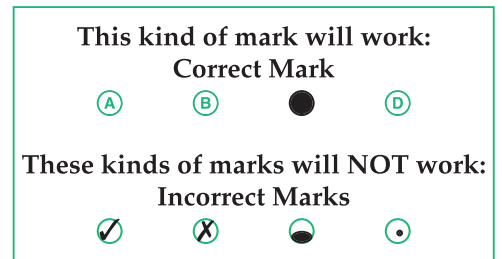 This kind of mark will work:
Correct Mark
A B D
These kinds of marks will NOT work:
Incorrect Marks